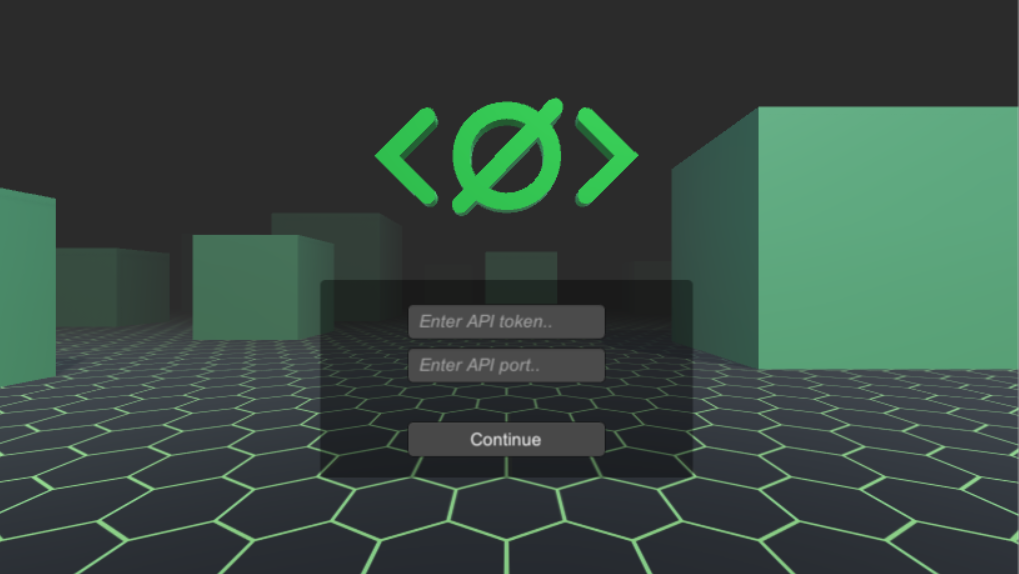 <Ø>
Enter API token..
Enter API port..
Continue